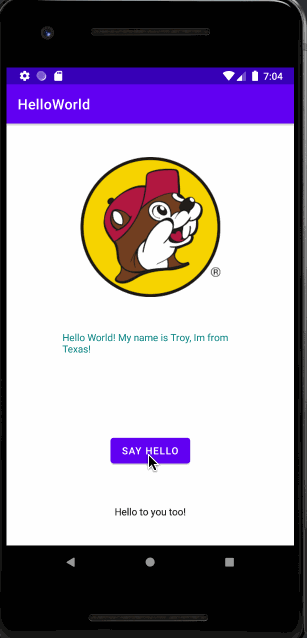 7:04
HelloWorld
®
Hello World! My name is Troy, Im from
Texas!
SAY HELLO
Hello to you too!